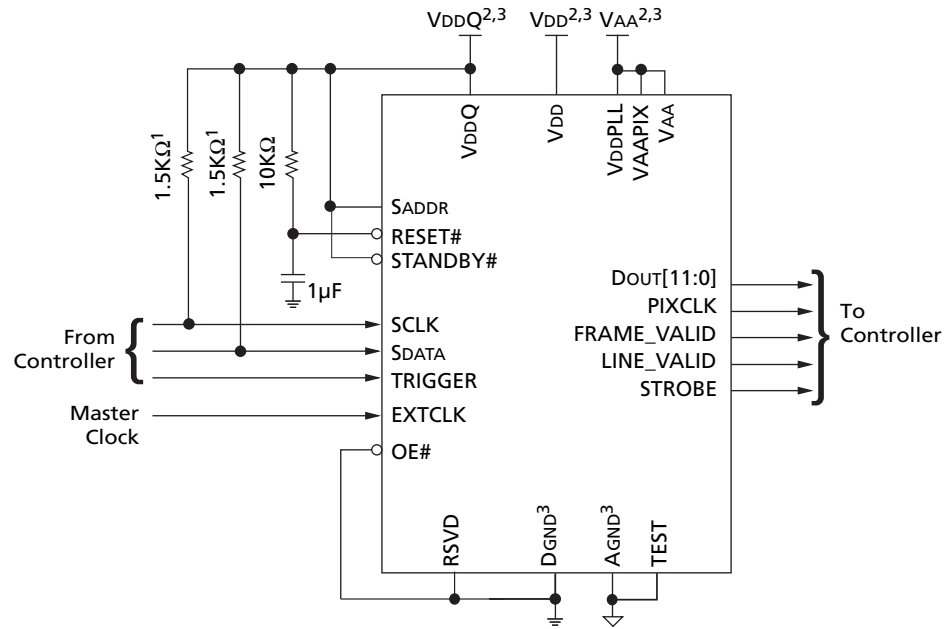 VDDQ2,3 VDD2,3 VAA2,3
1.5KΩ1
1.5KΩ1
10KΩ
VDDQ
VDD
VDDPLL
VAAPIX
VAA
SADDR
RESET#
STANDBY#
1µF
From
Controller
SCLK
SDATA
TRIGGER
Master
Clock
EXTCLK
OE#
DOUT[11:0]
PIXCLK
FRAME_VALID
LINE_VALID
STROBE
To
Controller
RSVD
DGND3
AGND3
TEST